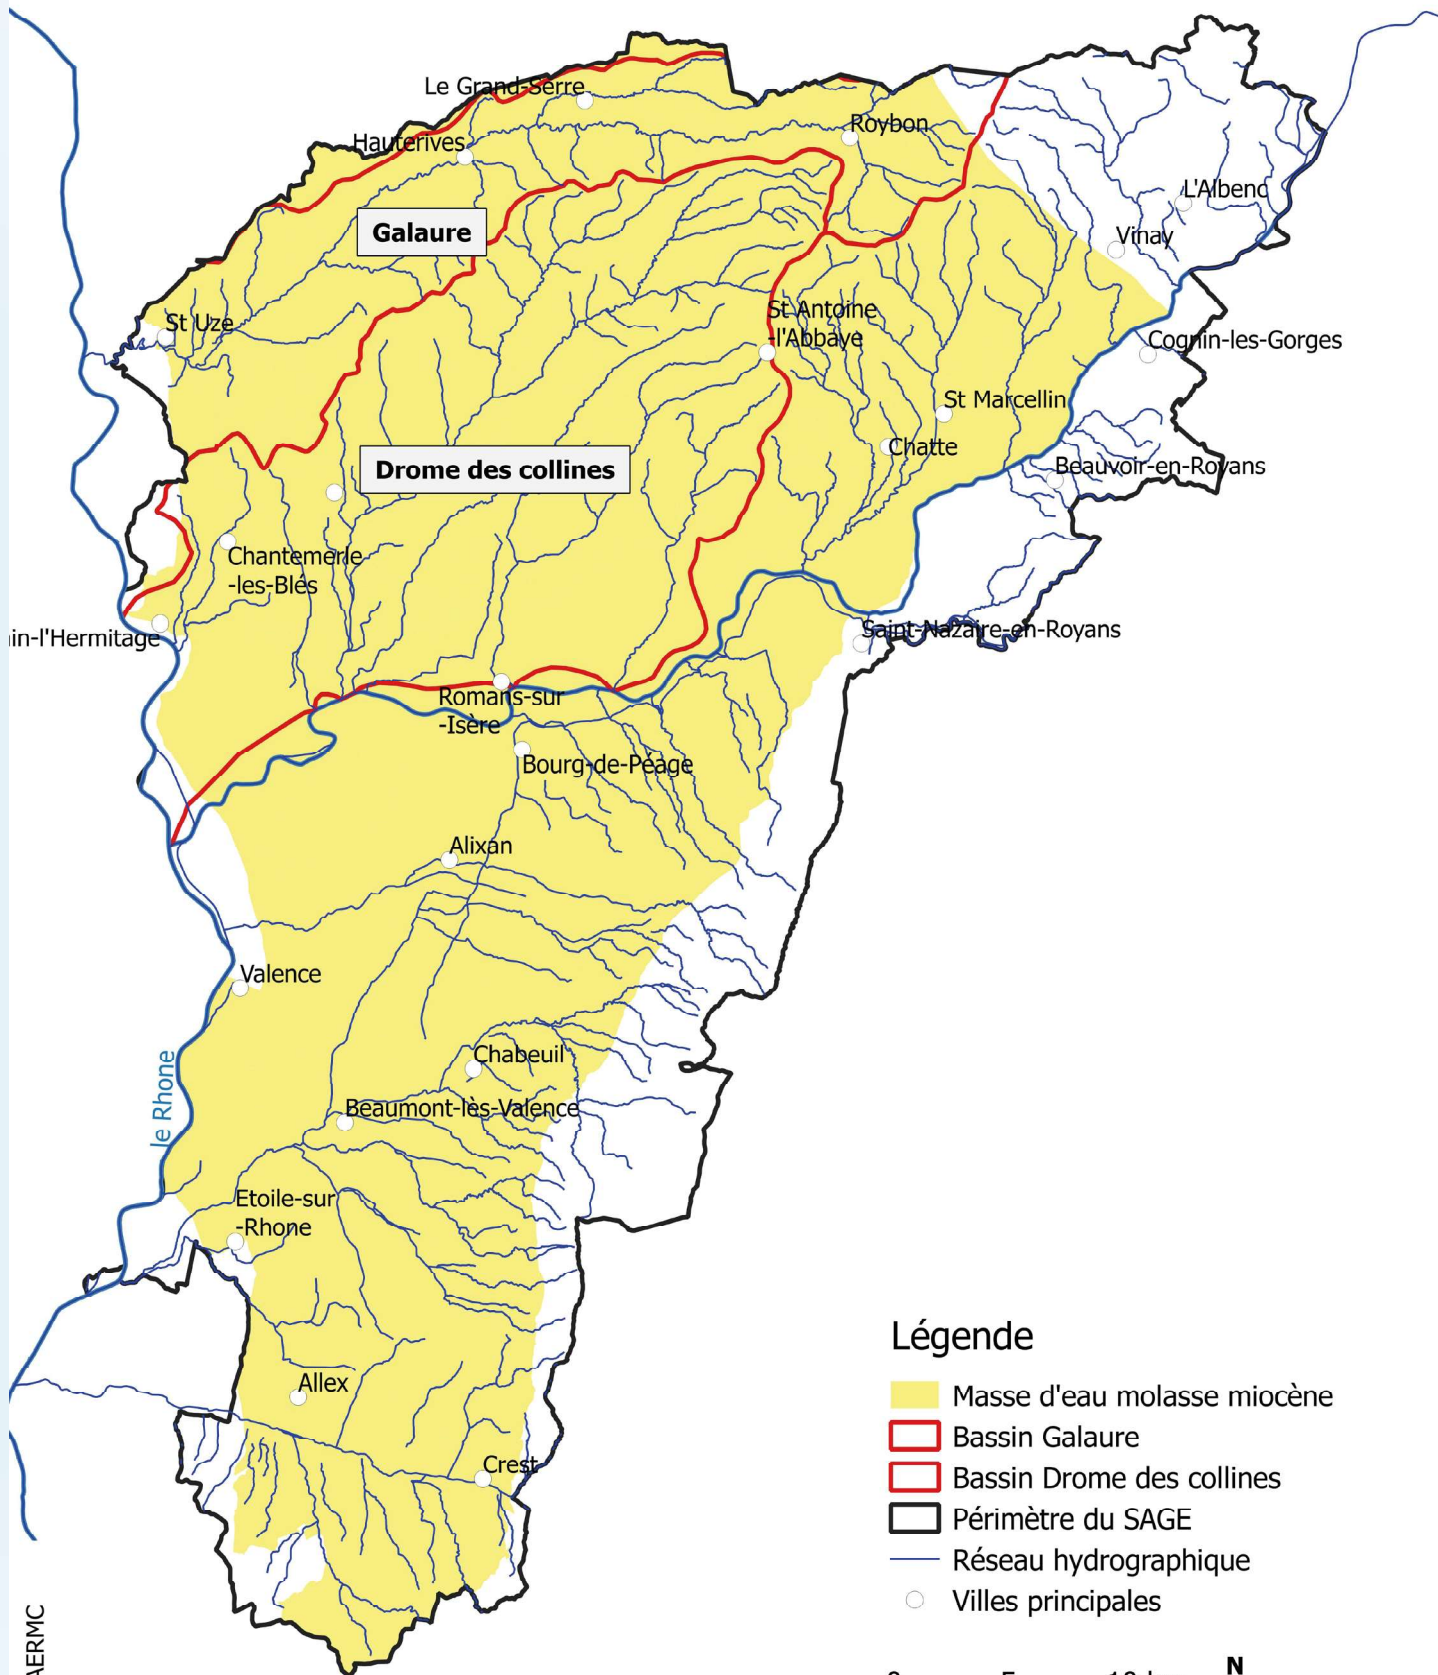 Le Grand-Serre
Roybon
Hauterives
L'Albenc
Galaure
Vinay
St Antoine
-l'Abbaye
St Uze
Cognin-les-Gorges
St Marcellin
Chatte
Drome des collines
Beauvoir-en-Royans
Chantemerle
-les-Blés
in-l'Hermitage
Saint-Nazaire-en-Royans
Romans-sur
-Isère
Bourg-de-Péage
Alixan
Valence
le Rhone
Chabeuil
Beaumont-lès-Valence
Etoile-sur
-Rhone
Allex
Crest
Légende
Masse d'eau molasse miocène
Bassin Galaure
Bassin Drome des collines
Périmètre du SAGE
Réseau hydrographique
Villes principales
AERMC
N